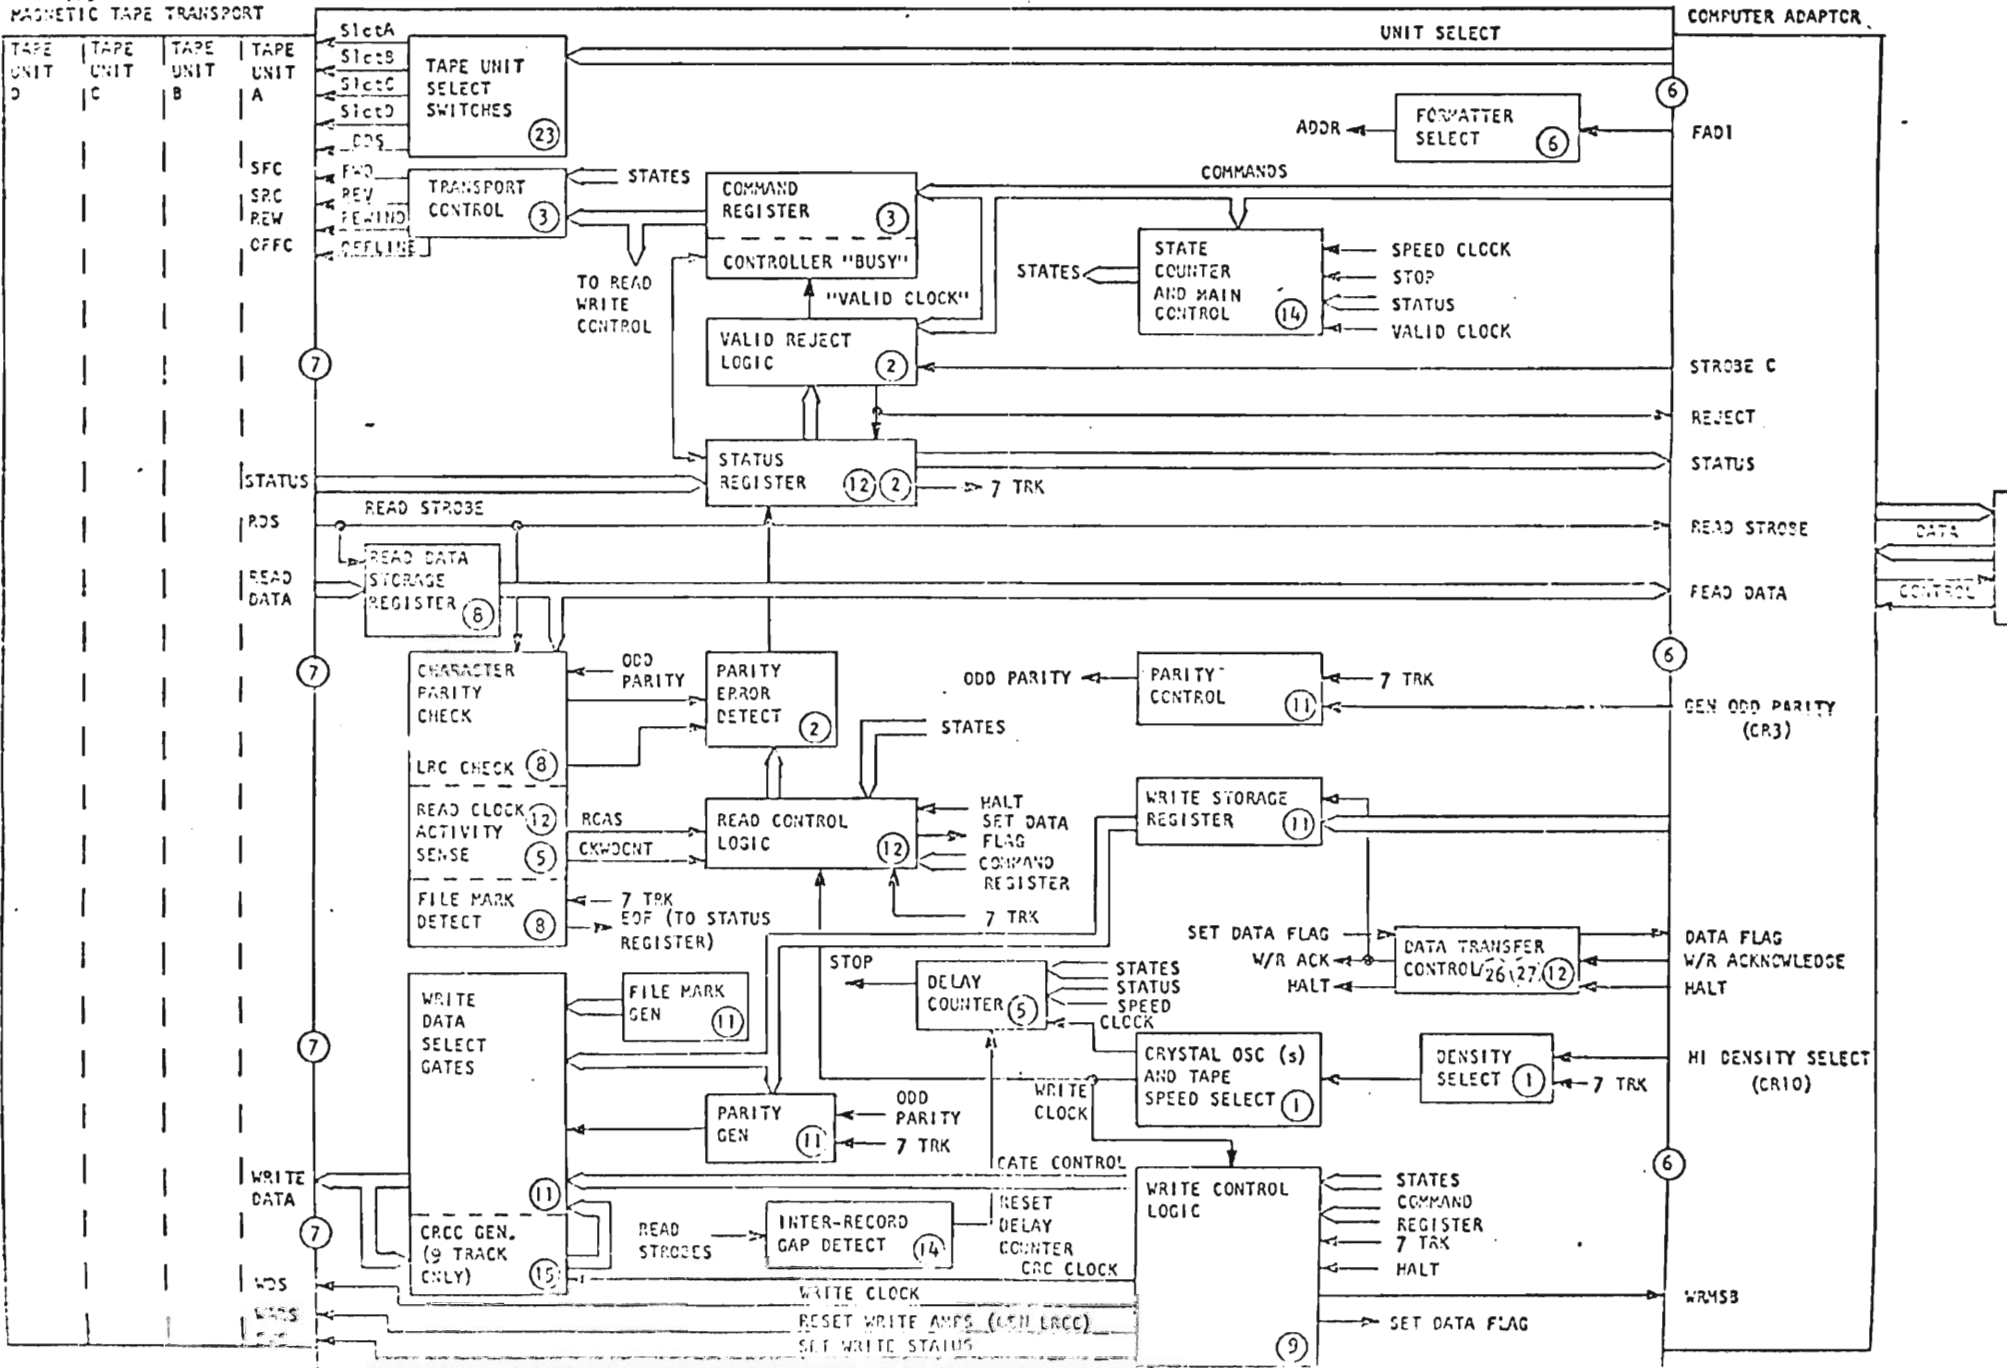 MAGNETIC TAPE TRANSPORT
COMPUTER ADAPTOR
TAPE UNIT D
TAPE UNIT C
TAPE UNIT B
TAPE UNIT A
SlctA
SlctB
SlctC
SlctD
DDS
TAPE UNIT
SELECT
SWITCHES
23
UNIT SELECT
6
FORMATTER
SELECT
6
ADDR
FAD1
SFC
SRC
REW
OFFC
FWD
REV
REWIND
OFFLINE
TRANSPORT
CONTROL
3
STATES
COMMAND
REGISTER
3
CONTROLLER "BUSY"
COMMANDS
TO READ
WRITE
CONTROL
"VALID CLOCK"
STATES
STATE
COUNTER
AND MAIN
CONTROL
14
SPEED CLOCK
STOP
STATUS
VALID CLOCK
7
VALID REJECT
LOGIC
2
STROBE C
REJECT
STATUS
STATUS
REGISTER
12 2
7 TRK
STATUS
RDS
READ STROBE
READ STROBE
DATA
CONTROL
READ
DATA
READ DATA
STORAGE
REGISTER
8
READ DATA
7
6
CHARACTER
PARITY
CHECK
LRC CHECK 8
ODD
PARITY
PARITY
ERROR
DETECT
2
ODD PARITY
PARITY
CONTROL
11
7 TRK
GEN ODD PARITY
(CR3)
STATES
READ CLOCK 12
ACTIVITY
SENSE 5
RCAS
CKWDCNT
READ CONTROL
LOGIC
12
HALT
SET DATA
FLAG
COMMAND
REGISTER
7 TRK
WRITE STORAGE
REGISTER
11
FILE MARK
DETECT 8
7 TRK
EOF (TO STATUS
REGISTER)
SET DATA FLAG
W/R ACK
HALT
DATA TRANSFER
CONTROL 26 27 12
DATA FLAG
W/R ACKNOWLEDGE
HALT
WRITE
DATA
SELECT
GATES
11
FILE MARK
GEN
11
STOP
DELAY
COUNTER 5
STATES
STATUS
SPEED
CLOCK
7
CRYSTAL OSC (s)
AND TAPE
SPEED SELECT 1
DENSITY
SELECT 1
HI DENSITY SELECT
(CR10)
7 TRK
WRITE
CLOCK
PARITY
GEN
11
ODD
PARITY
7 TRK
6
GATE CONTROL
WRITE
DATA
7
CRCC GEN.
(9 TRACK
ONLY)
15
READ
STROBES
INTER-RECORD
GAP DETECT
14
RESET
DELAY
COUNTER
CRC CLOCK
WRITE CONTROL
LOGIC
9
STATES
COMMAND
REGISTER
7 TRK
HALT
WDS
WRITE CLOCK
WRMSB
WARS
RESET WRITE AMPS (GEN LRCC)
SET DATA FLAG
SET WRITE STATUS